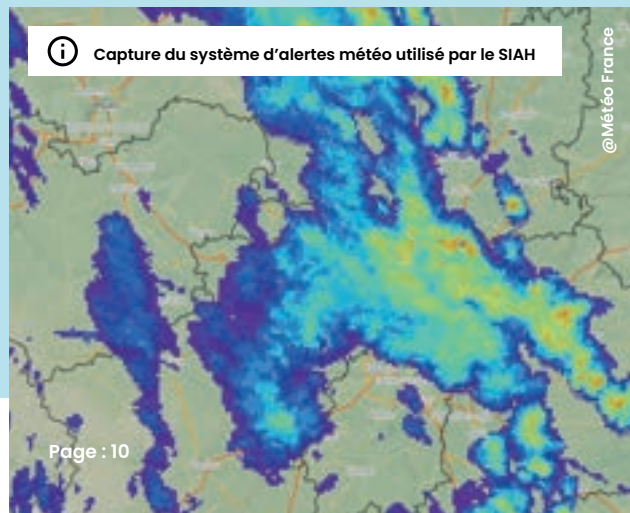 Capture du système d'alertes météo utilisé par le SIAH
@Météo France
Page : 10